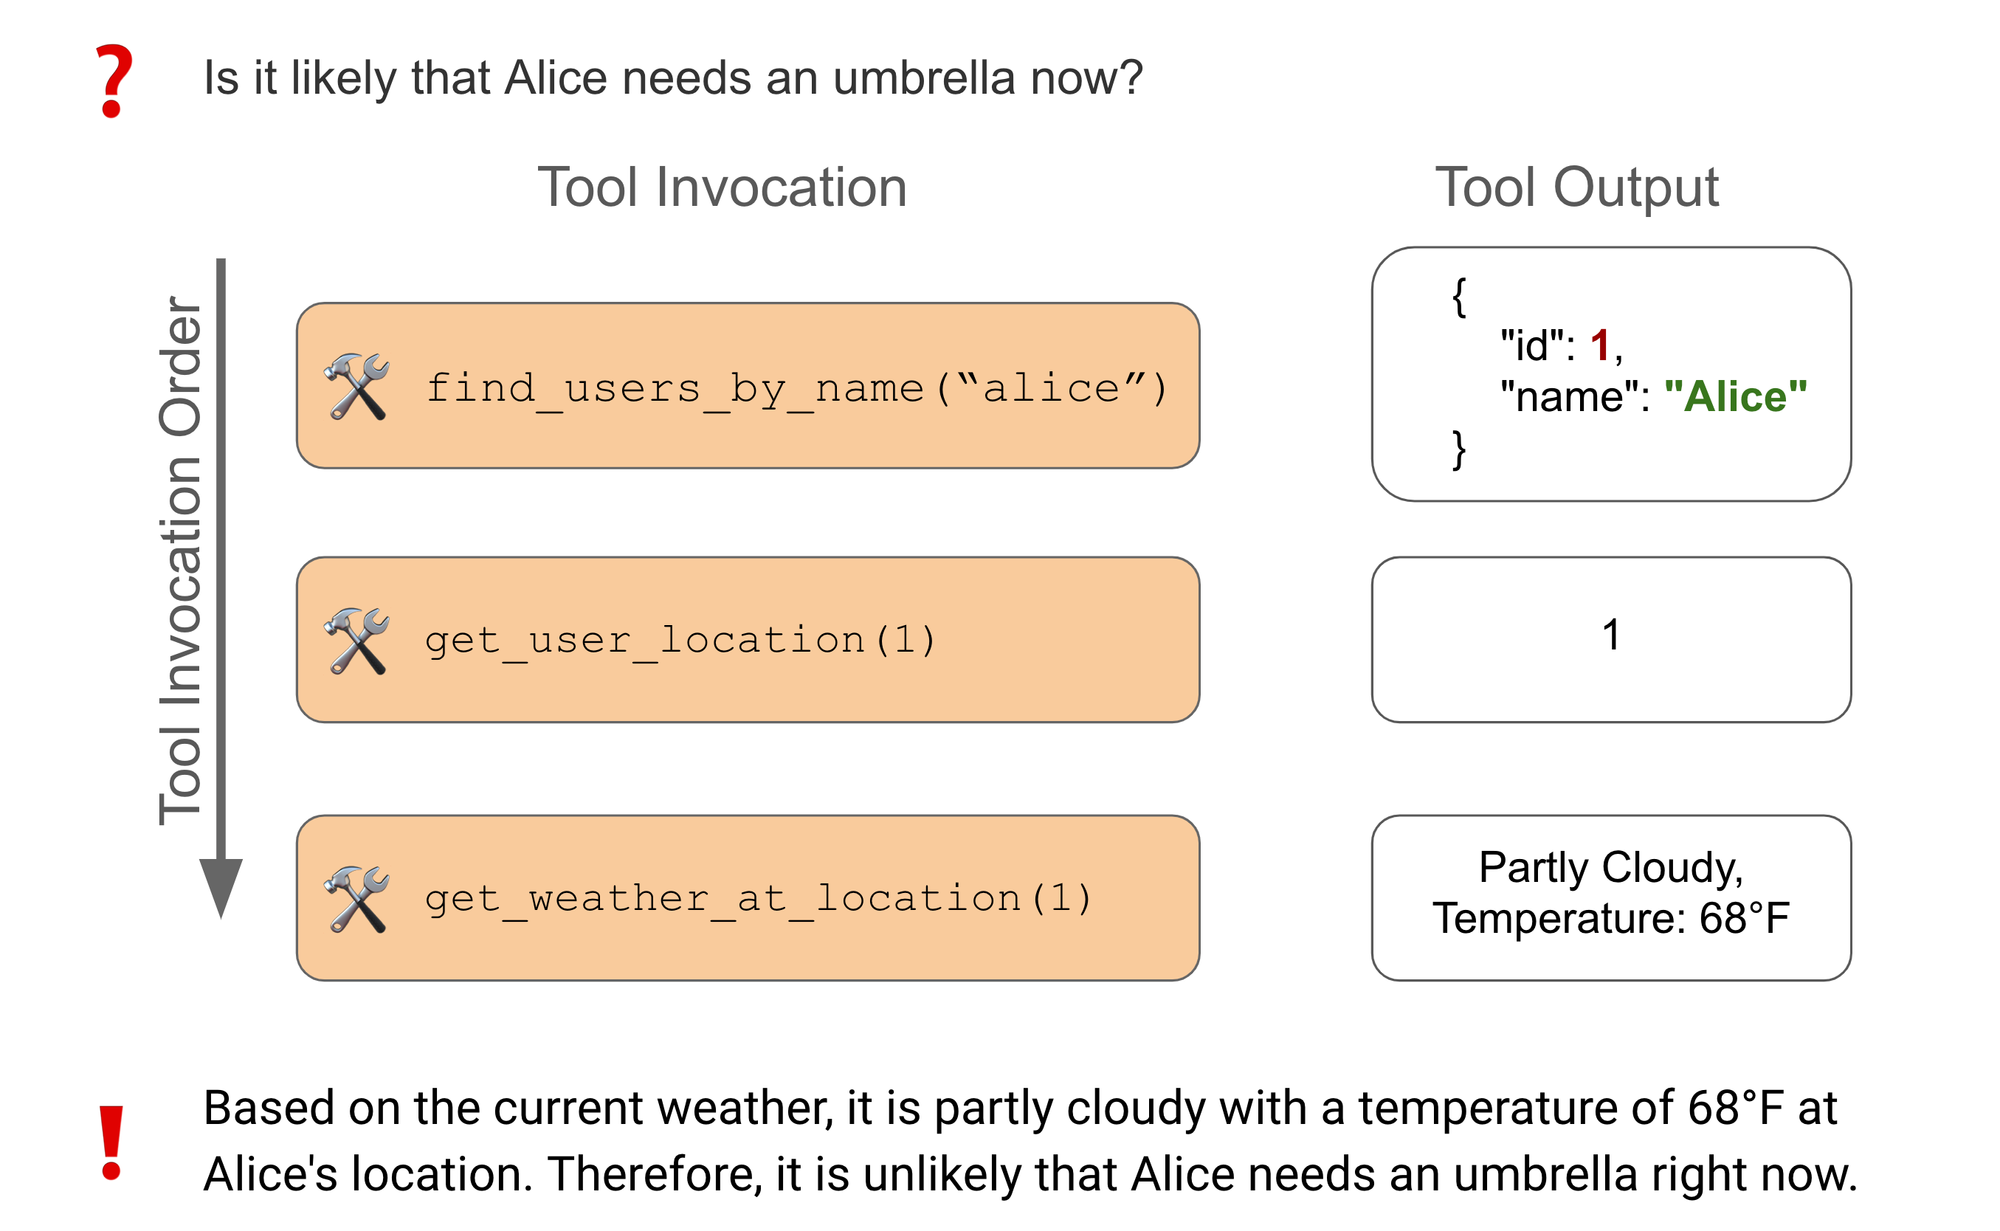 Is it likely that Alice needs an umbrella now?
Tool Invocation
Tool Output
Tool Invocation Order
find_users_by_name(“alice”)
{
"id": 1,
"name": "Alice"
}
get_user_location(1)
1
get_weather_at_location(1)
Partly Cloudy,
Temperature: 68°F
Based on the current weather, it is partly cloudy with a temperature of 68°F at
Alice's location. Therefore, it is unlikely that Alice needs an umbrella right now.